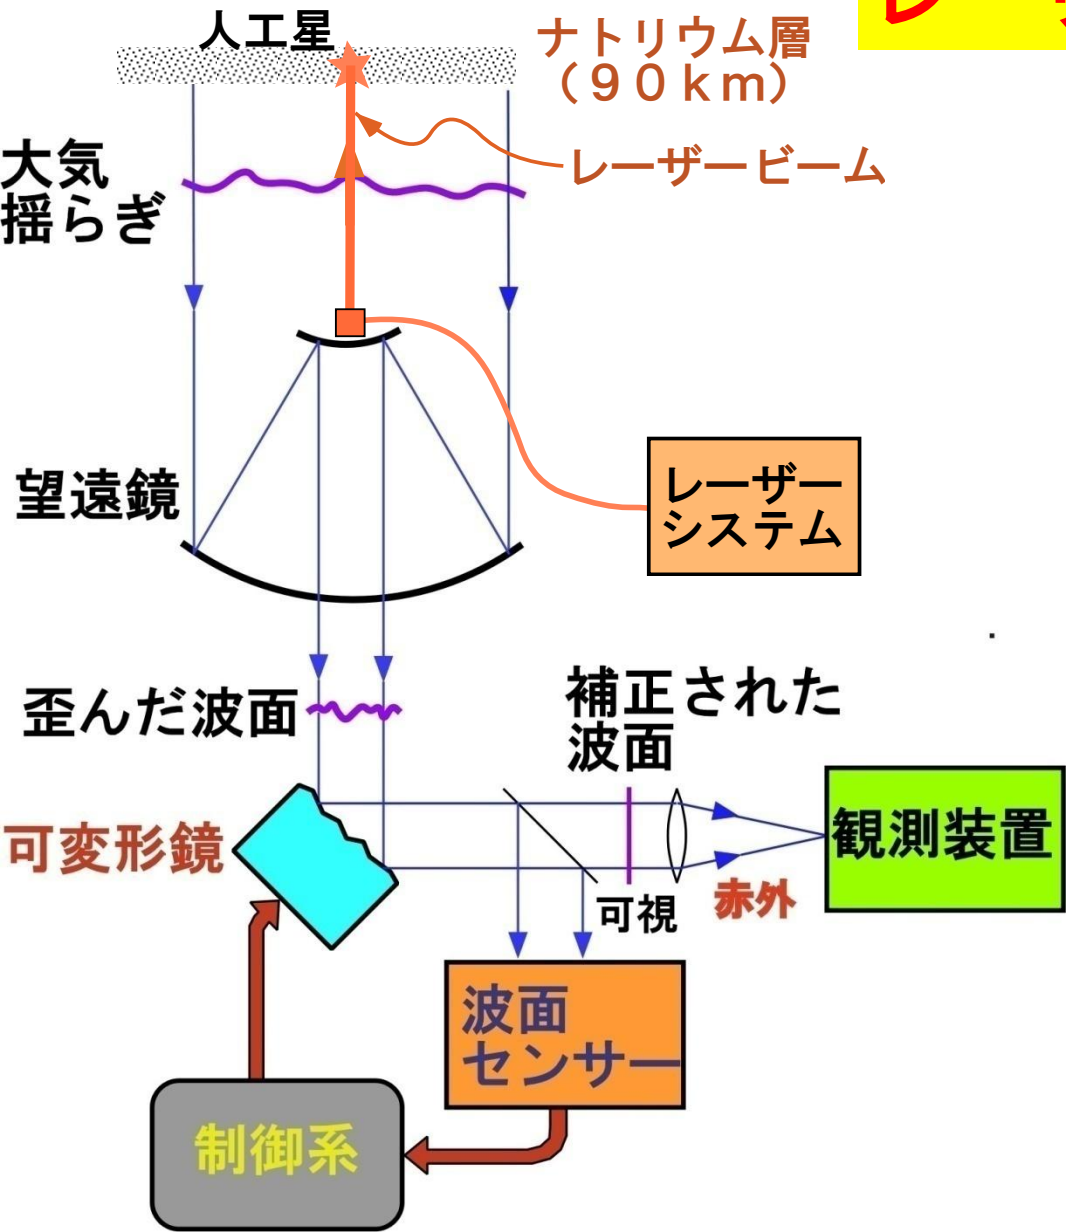 人工星
ナトリウム層
（９０ｋｍ）
大気
揺らぎ
レーザービーム
望遠鏡
レーザー
システム
歪んだ波面
補正された
波面
可変形鏡
観測装置
可視
赤外
波面
センサー
制御系